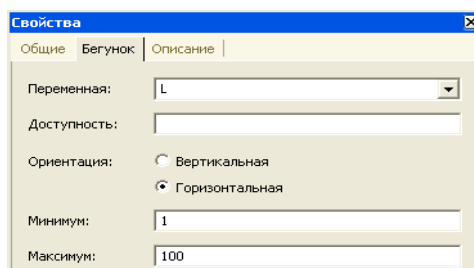 Свойства
Общие Бегунок Описание
Переменная: L
Доступность:
Ориентация: Вертикальная
Горизонтальная
Минимум: 1
Максимум: 100